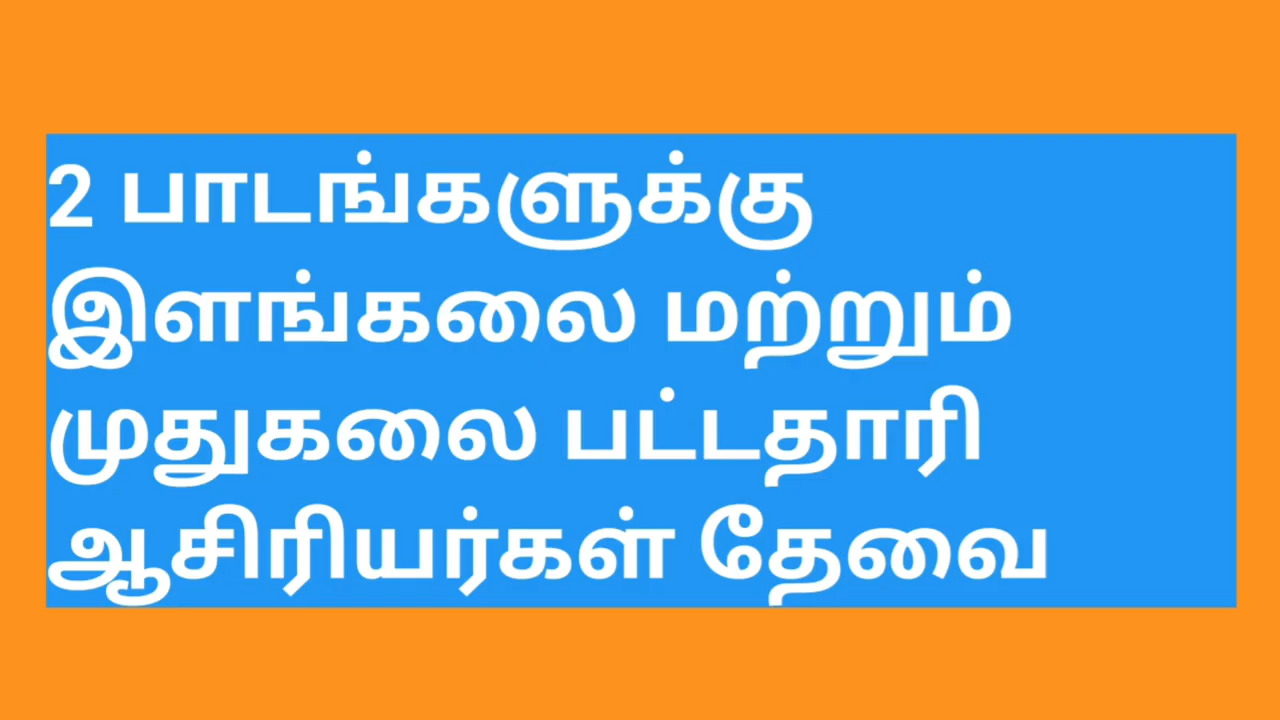 2 பாடங்களுக்கு
இளங்கலை மற்றும்
முதுகலை பட்டதாரி
ஆசிரியர்கள் தேவை